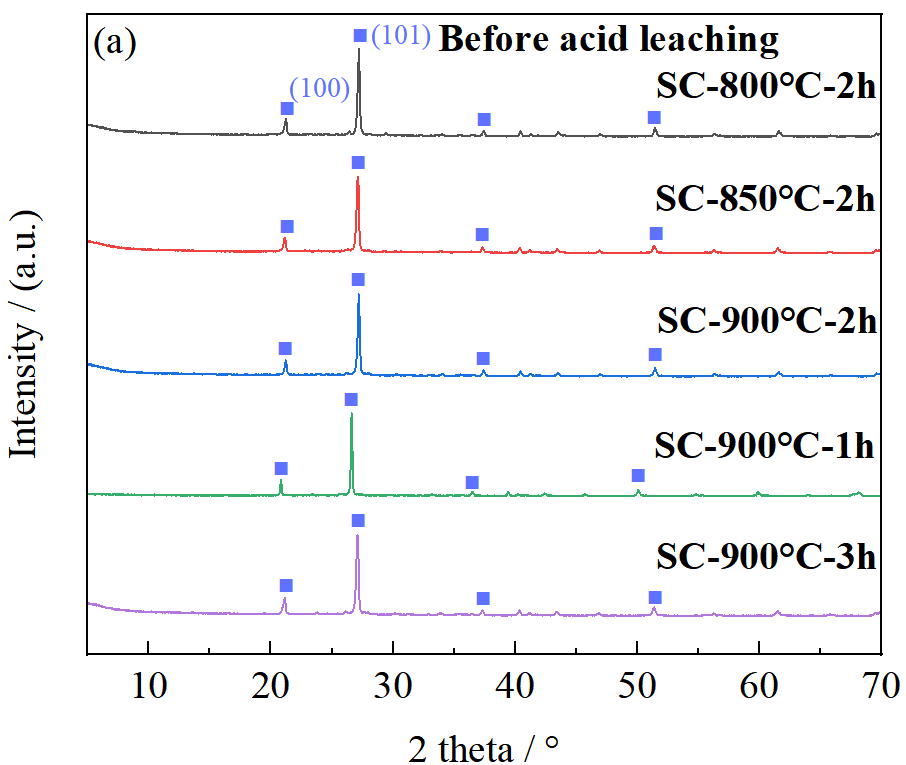 (a)
(101)
Before acid leaching
(100)
SC-800°C-2h
SC-850°C-2h
SC-900°C-2h
SC-900°C-1h
SC-900°C-3h
Intensity / (a.u.)
10 20 30 40 50 60 70
2 theta / °